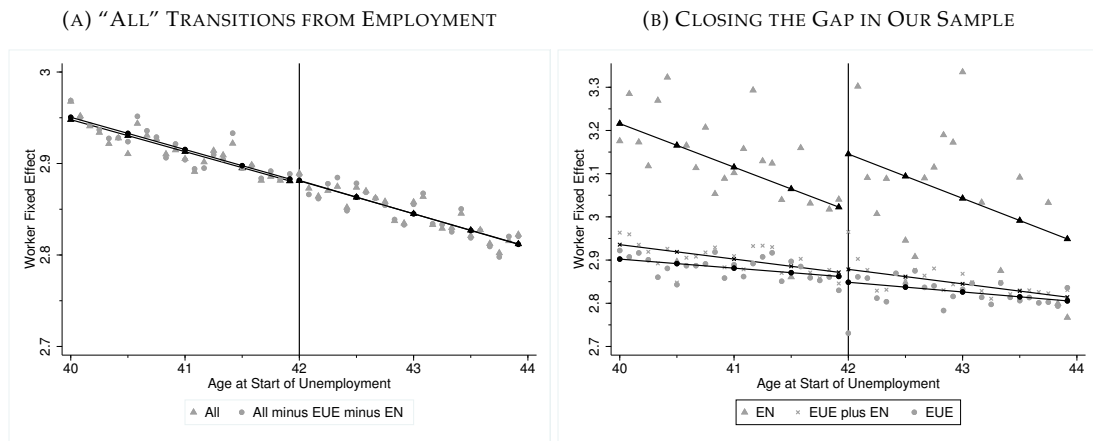 (A) “ALL” TRANSITIONS FROM EMPLOYMENT
3
2.9
2.8
2.7
Worker Fixed Effect
40 41 42 43 44
Age at Start of Unemployment
All All minus EUE minus EN
(B) CLOSING THE GAP IN OUR SAMPLE
3.3
3.2
3.1
3
2.9
2.8
2.7
Worker Fixed Effect
40 41 42 43 44
Age at Start of Unemployment
EN EUE plus EN EUE